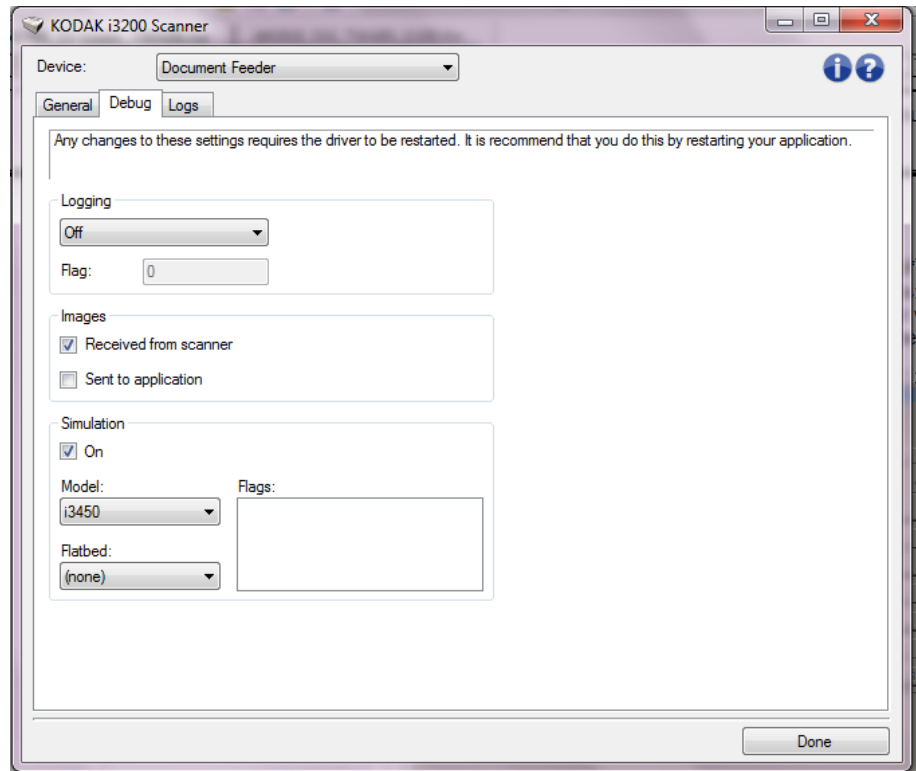 KODAK i3200 Scanner
Device: Document Feeder
General Debug Logs
Any changes to these settings requires the driver to be restarted. It is recommend that you do this by restarting your application.
Logging
Off
Flag: 0
Images
Received from scanner
Sent to application
Simulation
On
Model: Flags:
i3450
Flatbed:
(none)
Done